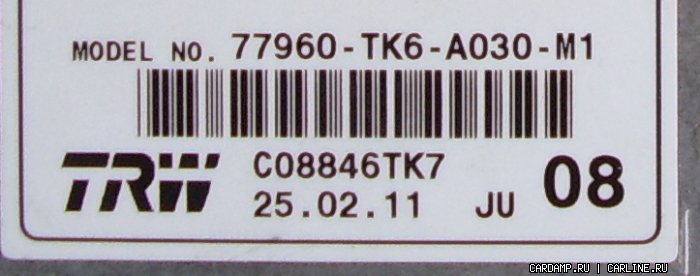 MODEL NO. 77960-TK6-A030-M1
TRW C08846TK7 08
25.02.11 JU
CARDAMP.RU | CARLINE.RU